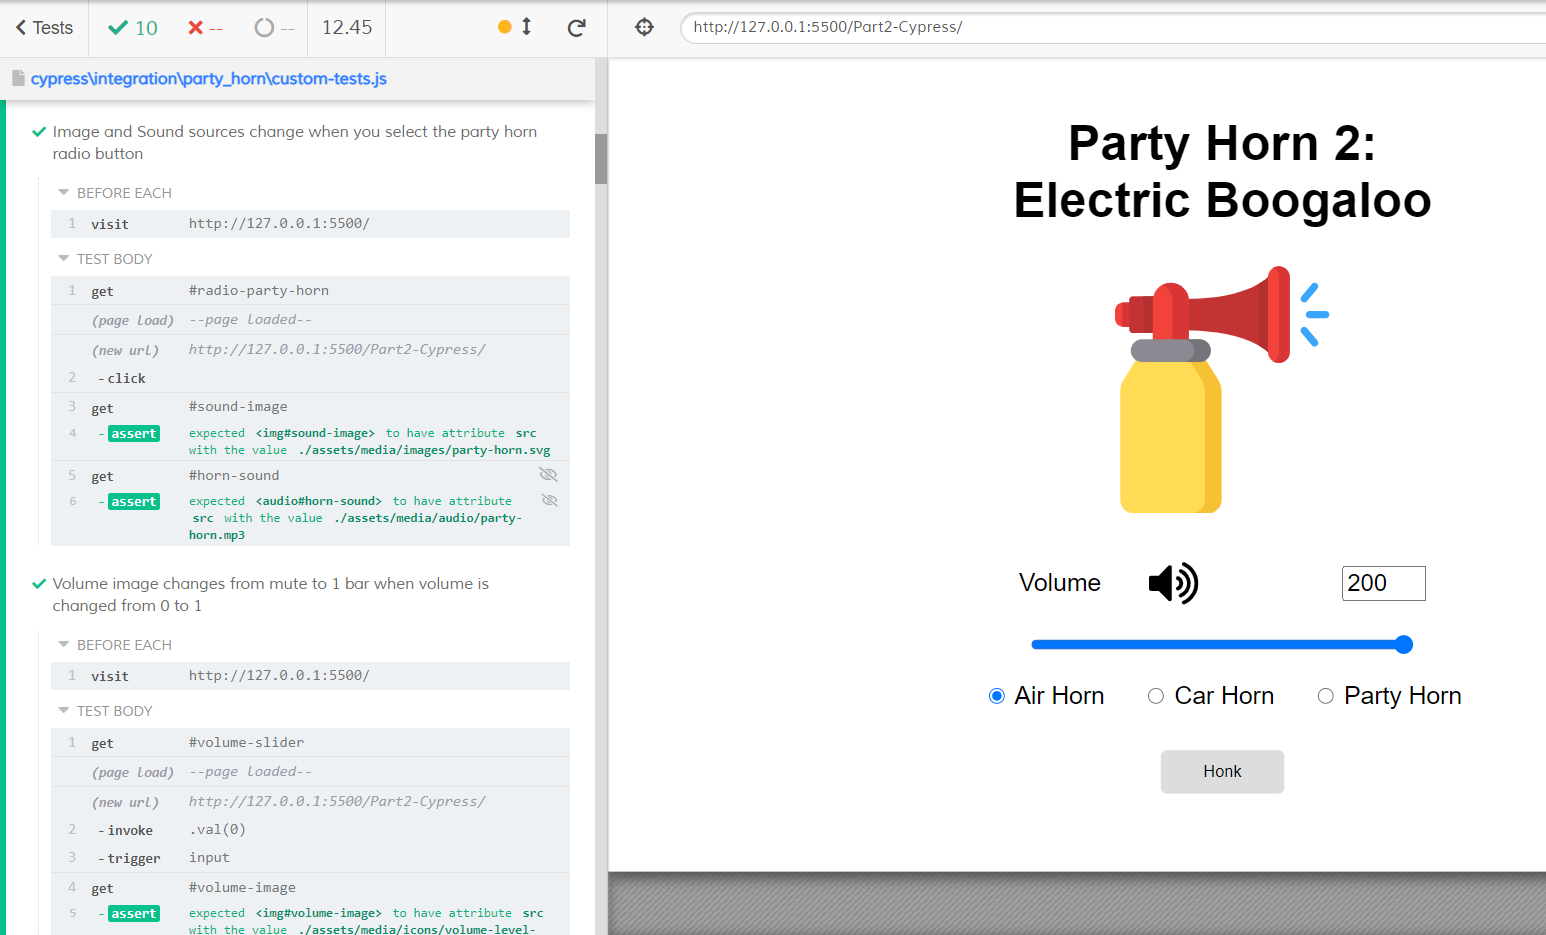 Tests 10 -- -- 12.45
http://127.0.0.1:5500/Part2-Cypress/
cypress\integration\party_horn\custom-tests.js
Image and Sound sources change when you select the party horn
radio button
BEFORE EACH
1 visit http://127.0.0.1:5500/
TEST BODY
1 get #radio-party-horn
(page load) --page loaded--
(new url) http://127.0.0.1:5500/Part2-Cypress/
2 - click
3 get #sound-image
4 - assert expected <img#sound-image> to have attribute src
with the value ./assets/media/images/party-horn.svg
5 get #horn-sound
6 - assert expected <audio#horn-sound> to have attribute
src with the value ./assets/media/audio/party-
horn.mp3
Volume image changes from mute to 1 bar when volume is
changed from 0 to 1
BEFORE EACH
1 visit http://127.0.0.1:5500/
TEST BODY
1 get #volume-slider
(page load) --page loaded--
(new url) http://127.0.0.1:5500/Part2-Cypress/
2 - invoke .val(0)
3 - trigger input
4 get #volume-image
5 - assert expected <img#volume-image> to have attribute src
with the value ./assets/media/icons/volume-level-
Party Horn 2:
Electric Boogaloo
Volume 200
Air Horn Car Horn Party Horn
Honk